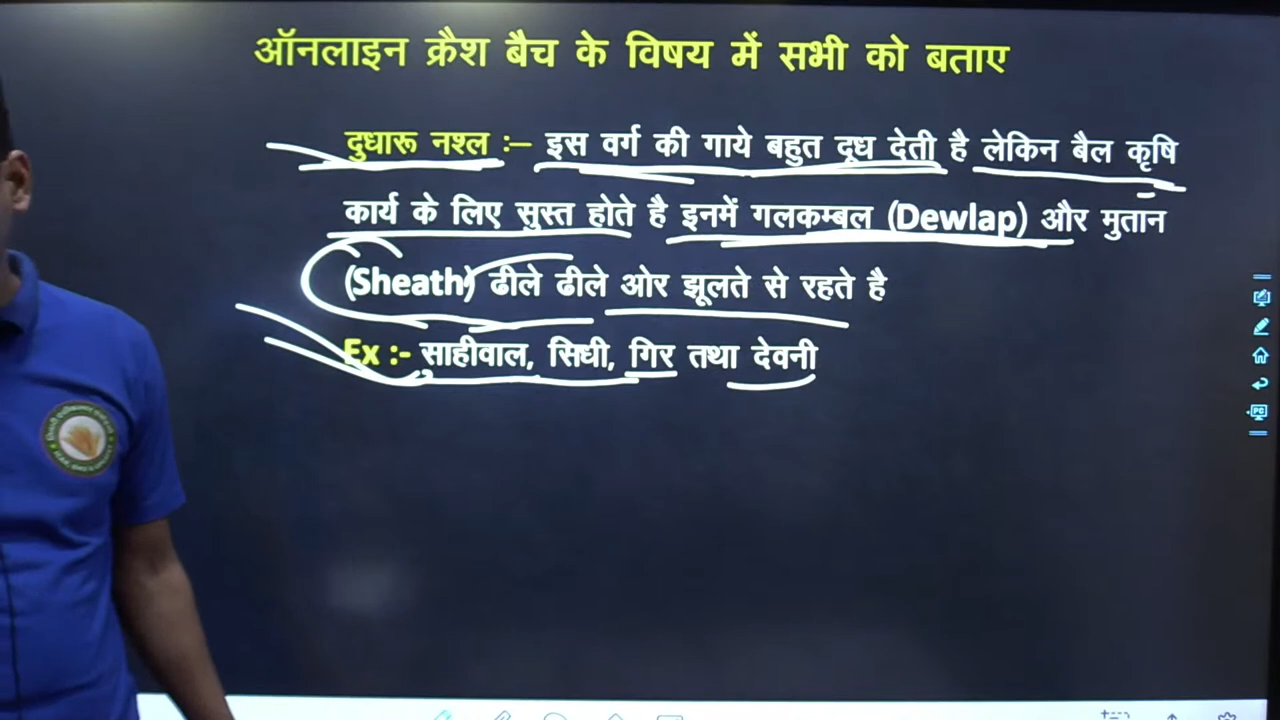 ऑनलाइन क्रैश बैच के विषय में सभी को बताए
दुधारू नश्ल :– इस वर्ग की गाये बहुत दूध देती है लेकिन बैल कृषि
कार्य के लिए सुस्त होते है इनमें गलकम्बल (Dewlap) और मुतान
(Sheath) ढीले ढीले ओर झूलते से रहते है
Ex :- साहीवाल, सिधी, गिर तथा देवनी
PC